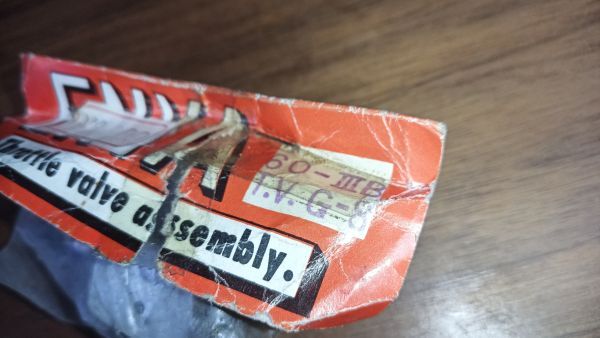 60-IIIB
T.V. G-8
Throttle valve assembly.